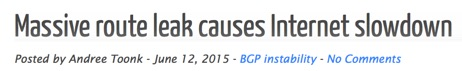 Massive route leak causes Internet slowdown
Posted by Andree Toonk - June 12, 2015 - BGP instability - No Comments